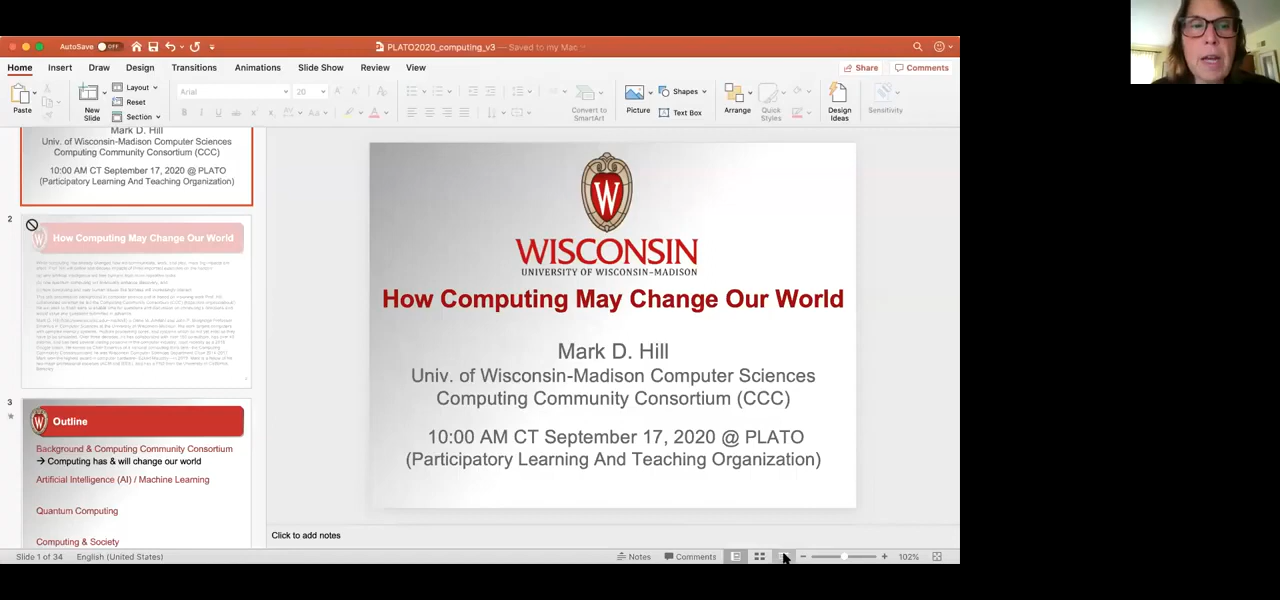 AutoSave OFF
PLATO2020_computing_v3 — Saved to my Mac
Home Insert Draw Design Transitions Animations Slide Show Review View
Share Comments
Paste
New Slide
Layout
Reset
Section
Arial 20
Convert to SmartArt
Picture
Shapes
Text Box
Arrange
Quick Styles
Design Ideas
Sensitivity
Mark D. Hill
Univ. of Wisconsin-Madison Computer Sciences
Computing Community Consortium (CCC)
10:00 AM CT September 17, 2020 @ PLATO
(Participatory Learning And Teaching Organization)
2
W
How Computing May Change Our World
3
W
Outline
Background & Computing Community Consortium
→ Computing has & will change our world
Artificial Intelligence (AI) / Machine Learning
Quantum Computing
Computing & Society
W
WISCONSIN
UNIVERSITY OF WISCONSIN–MADISON
How Computing May Change Our World
Mark D. Hill
Univ. of Wisconsin-Madison Computer Sciences
Computing Community Consortium (CCC)
10:00 AM CT September 17, 2020 @ PLATO
(Participatory Learning And Teaching Organization)
Click to add notes
Slide 1 of 34 English (United States)
Notes Comments 102%